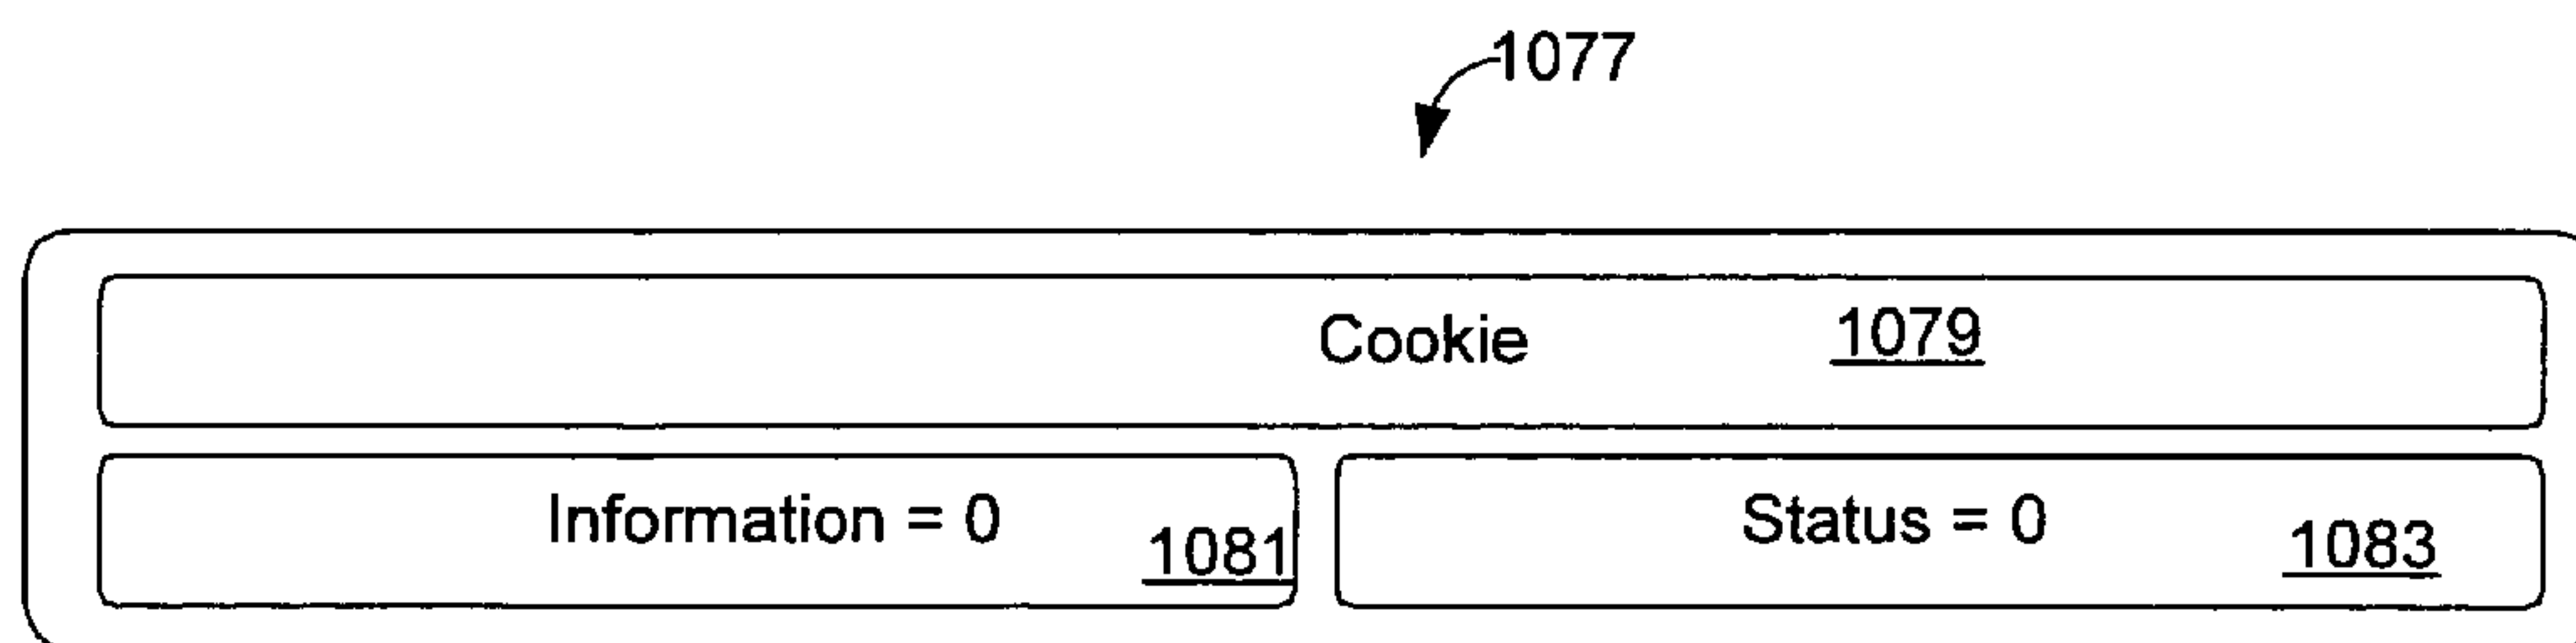 1077
Cookie 1079
Information = 0 1081 Status = 0 1083